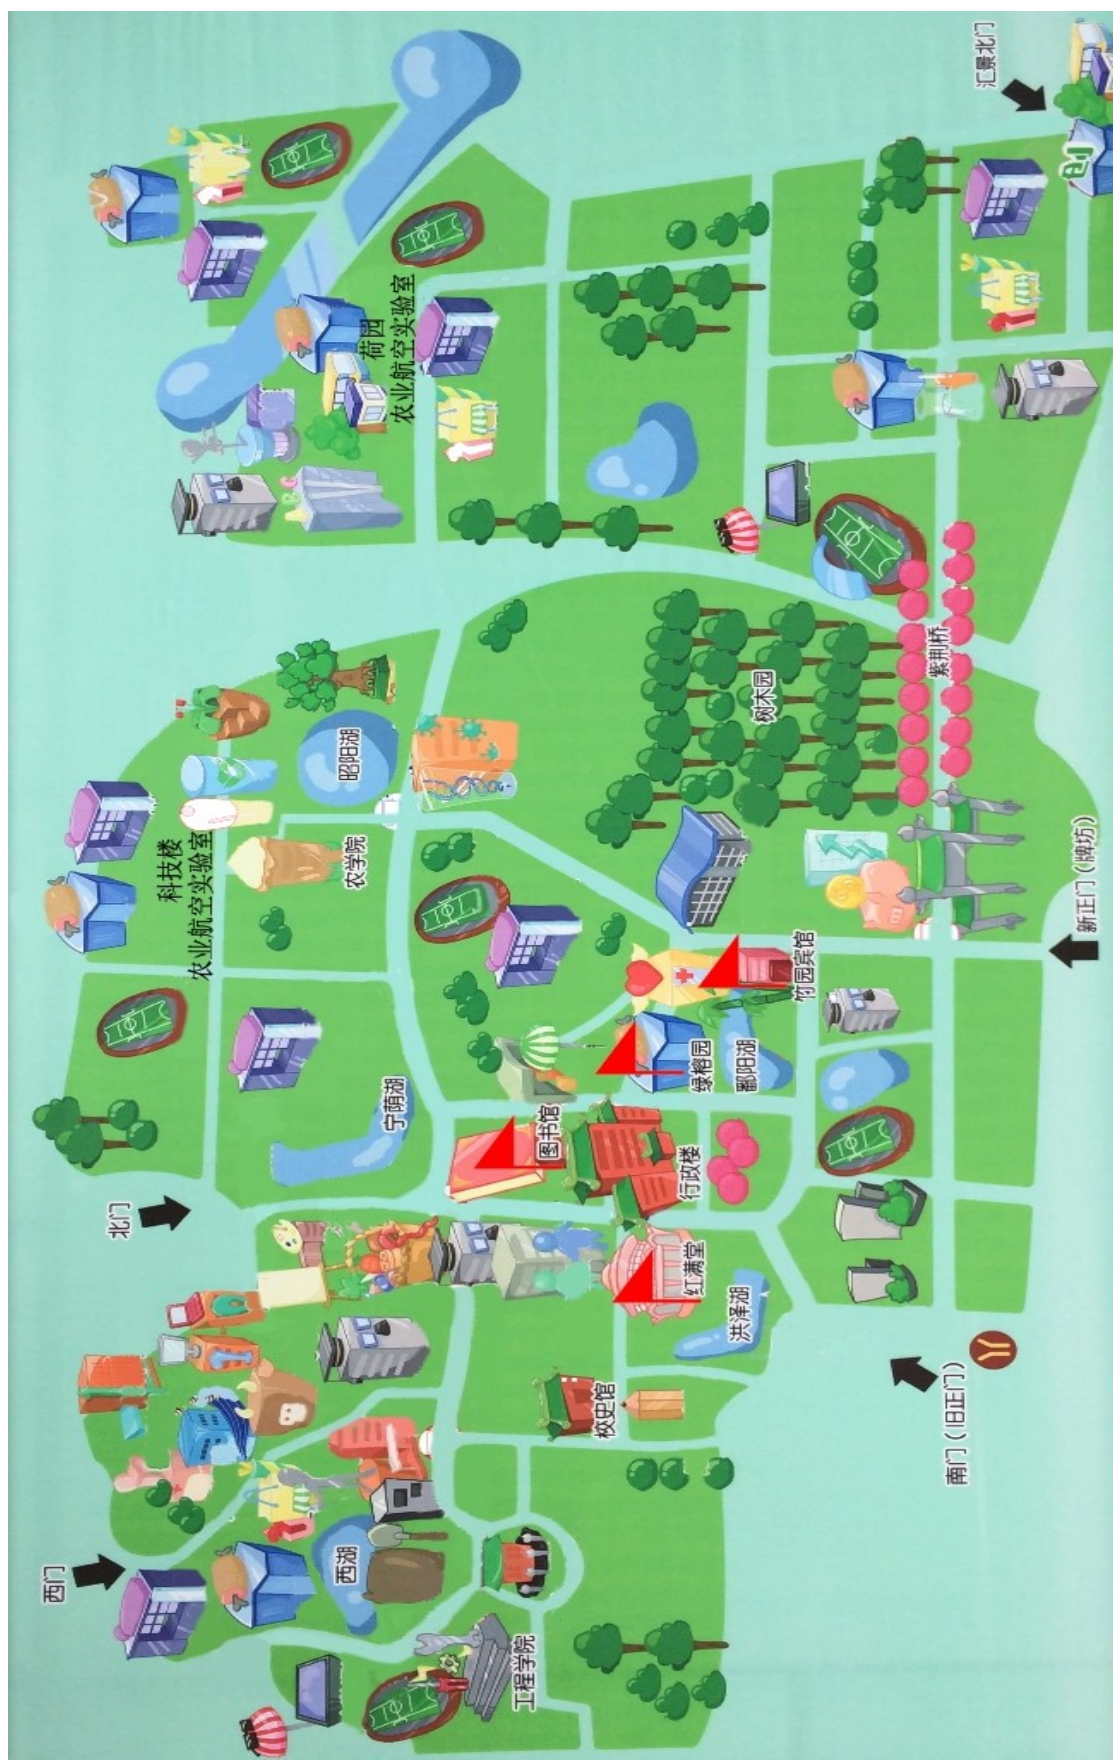 西门
北门
科技楼
农业航空实验室
荷园
农业航空实验室
汇景北门
西湖
宁荫湖
农学院
昭阳湖
工程学院
校史馆
红满堂
图书馆
行政楼
绿榕园
鄱阳湖
竹园宾馆
树木园
紫荆桥
洪泽湖
南门（旧正门）
新正门（牌坊）
创